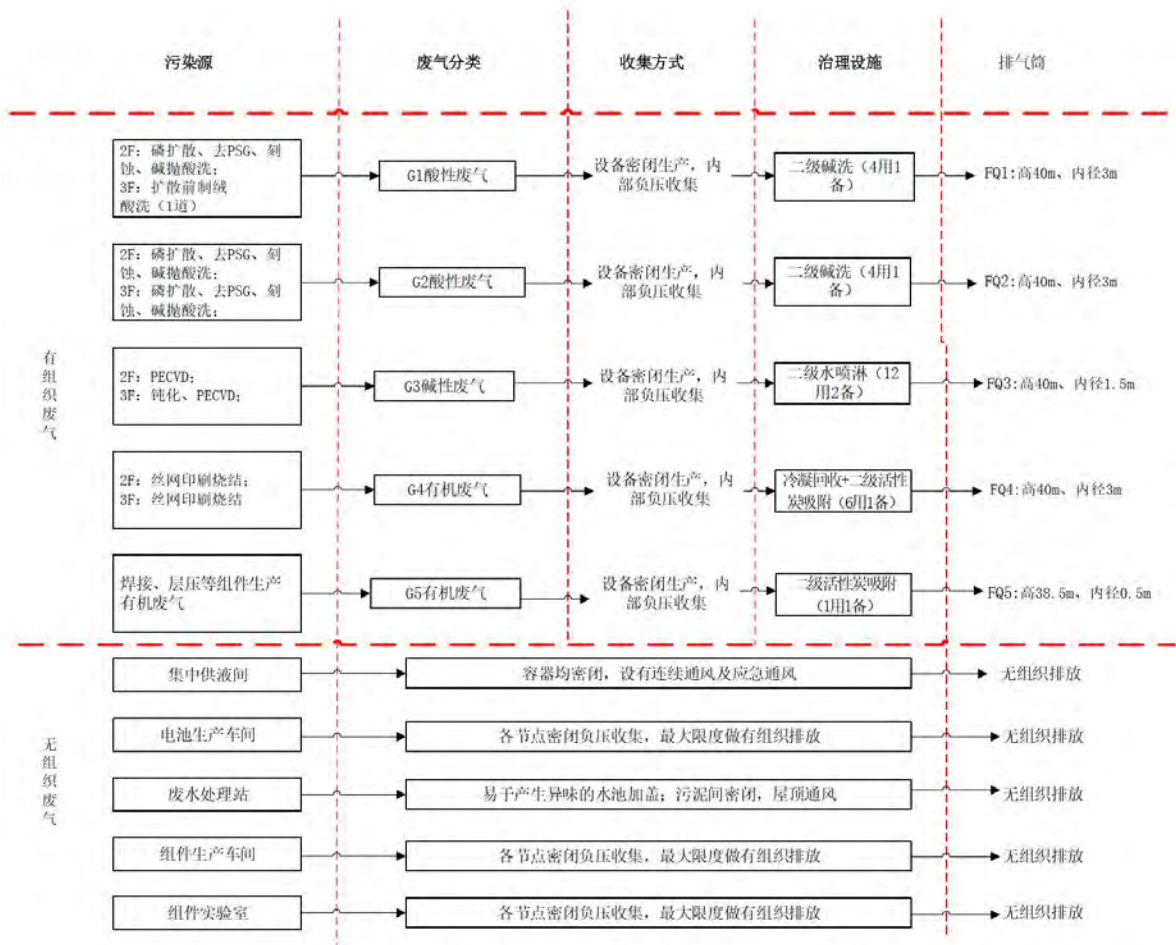 污染源
废气分类
收集方式
治理设施
排气筒
有组织废气
2F：磷扩散、去PSG、刻
蚀、碱抛酸洗；
3F：扩散前制绒
酸洗（1道）
G1酸性废气
设备密闭生产，内
部负压收集
二级碱洗（4用1
备）
FQ1:高40m、内径3m
2F：磷扩散、去PSG、刻
蚀、碱抛酸洗；
3F：磷扩散、去PSG、刻
蚀、碱抛酸洗；
G2酸性废气
设备密闭生产，内
部负压收集
二级碱洗（4用1
备）
FQ2:高40m、内径3m
2F：PECVD；
3F：钝化、PECVD；
G3碱性废气
设备密闭生产，内
部负压收集
二级水喷淋（12
用2备）
FQ3:高40m、内径1.5m
2F：丝网印刷烧结；
3F：丝网印刷烧结
G4有机废气
设备密闭生产，内
部负压收集
冷凝回收+二级活性
炭吸附（6用1备）
FQ4:高40m、内径3m
焊接、层压等组件生产
有机废气
G5有机废气
设备密闭生产，内
部负压收集
二级活性炭吸附
（1用1备）
FQ5:高38.5m、内径0.5m
无组织废气
集中供液间
容器均密闭，设有连续通风及应急通风
无组织排放
电池生产车间
各节点密闭负压收集，最大限度做有组织排放
无组织排放
废水处理站
易于产生异味的水池加盖；污泥间密闭，屋顶通风
无组织排放
组件生产车间
各节点密闭负压收集，最大限度做有组织排放
无组织排放
组件实验室
各节点密闭负压收集，最大限度做有组织排放
无组织排放